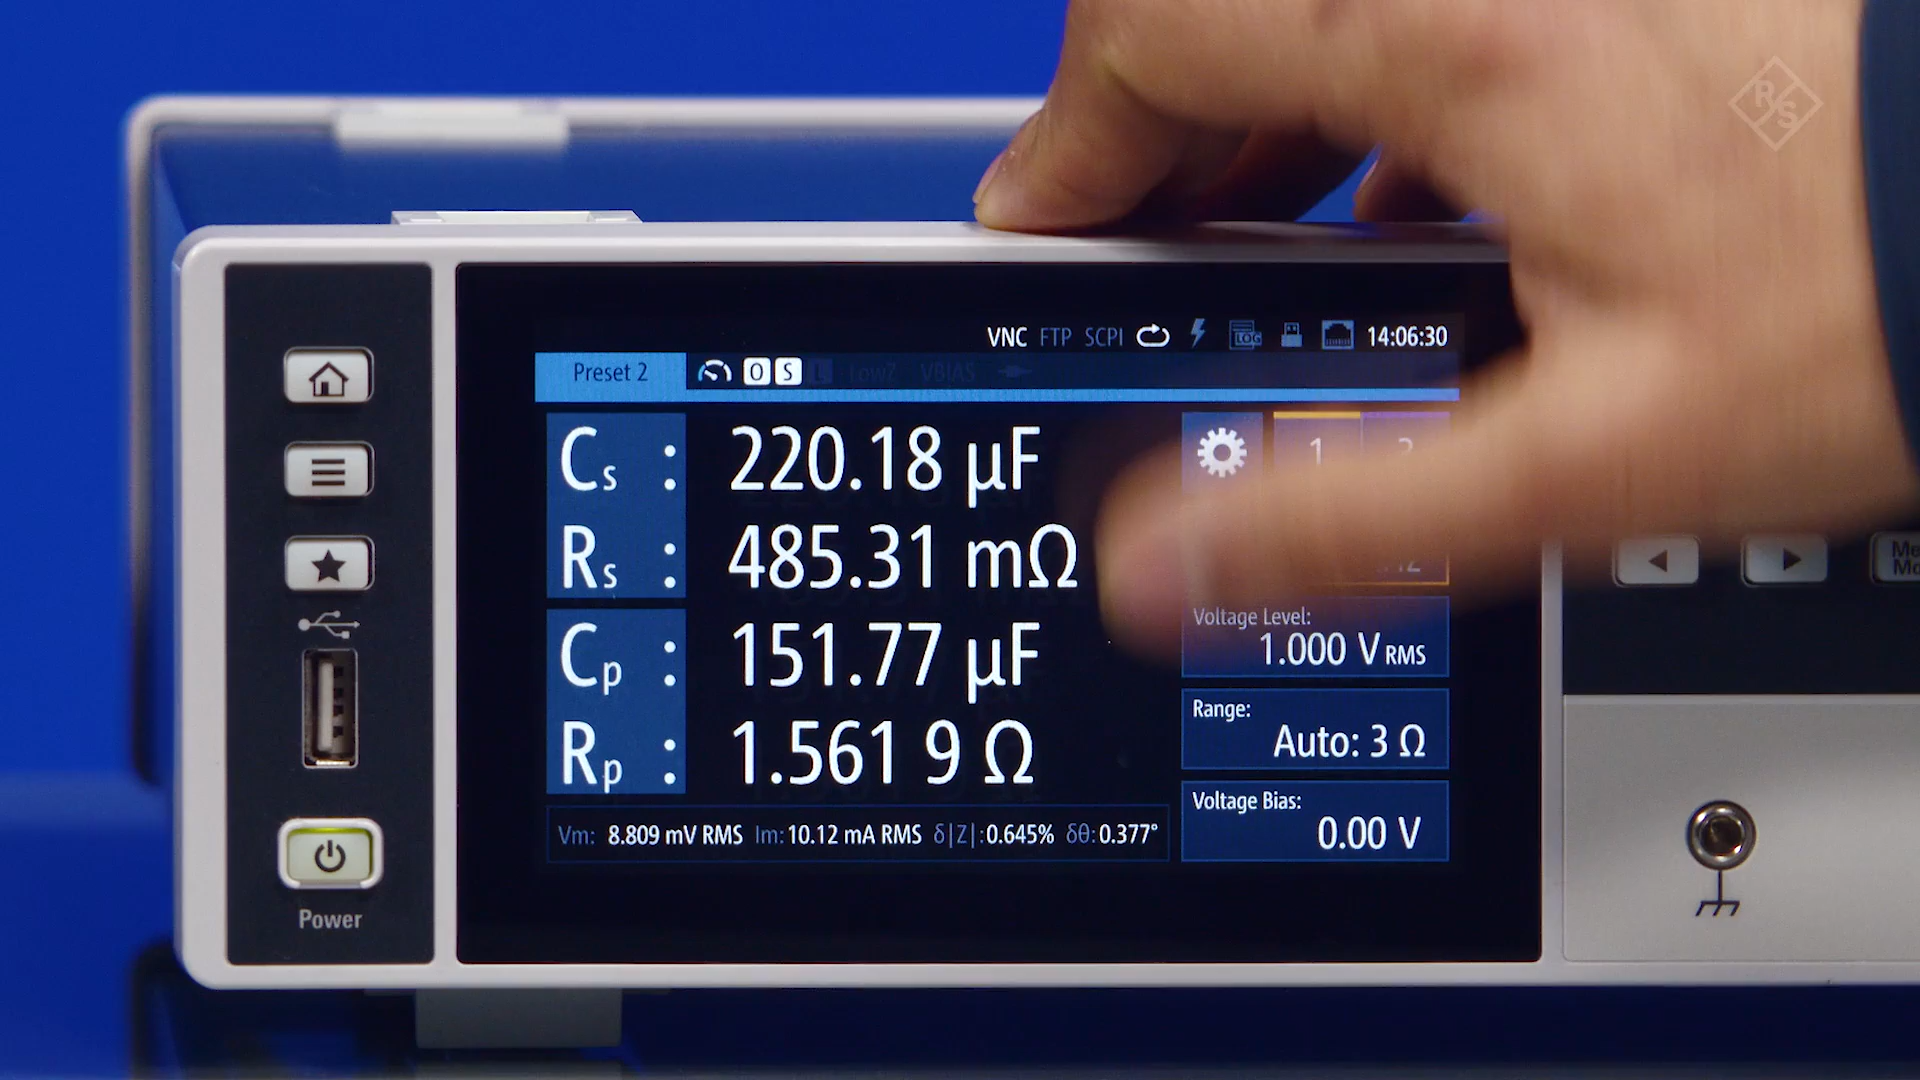 R/S
VNC FTP SCPI LOG 14:06:30
Preset 2 O S L LowZ VBIAS
Cs : 220.18 µF
1
Rs : 485.31 mΩ
Cp : 151.77 µF
Rp : 1.561 9 Ω
Voltage Level:
1.000 V RMS
Range:
Auto: 3 Ω
Voltage Bias:
0.00 V
Vm: 8.809 mV RMS Im: 10.12 mA RMS δ|Z|: 0.645% δθ: 0.377°
Power